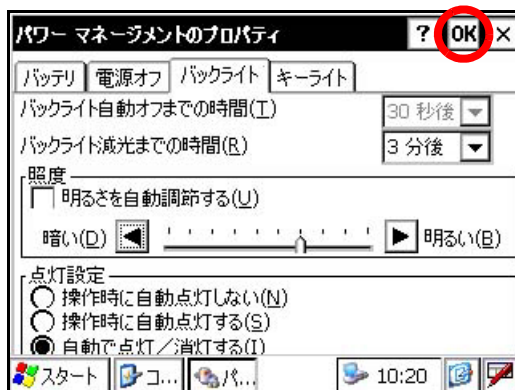 パワー マネージメントのプロパティ ? OK ×
バッテリ 電源オフ バックライト キーライト
バックライト自動オフまでの時間(T) 30 秒後
バックライト減光までの時間(R) 3 分後
照度
明るさを自動調節する(U)
暗い(D) 明るい(B)
点灯設定
操作時に自動点灯しない(N)
操作時に自動点灯する(S)
自動で点灯/消灯する(I)
スタート コ... パ... 10:20